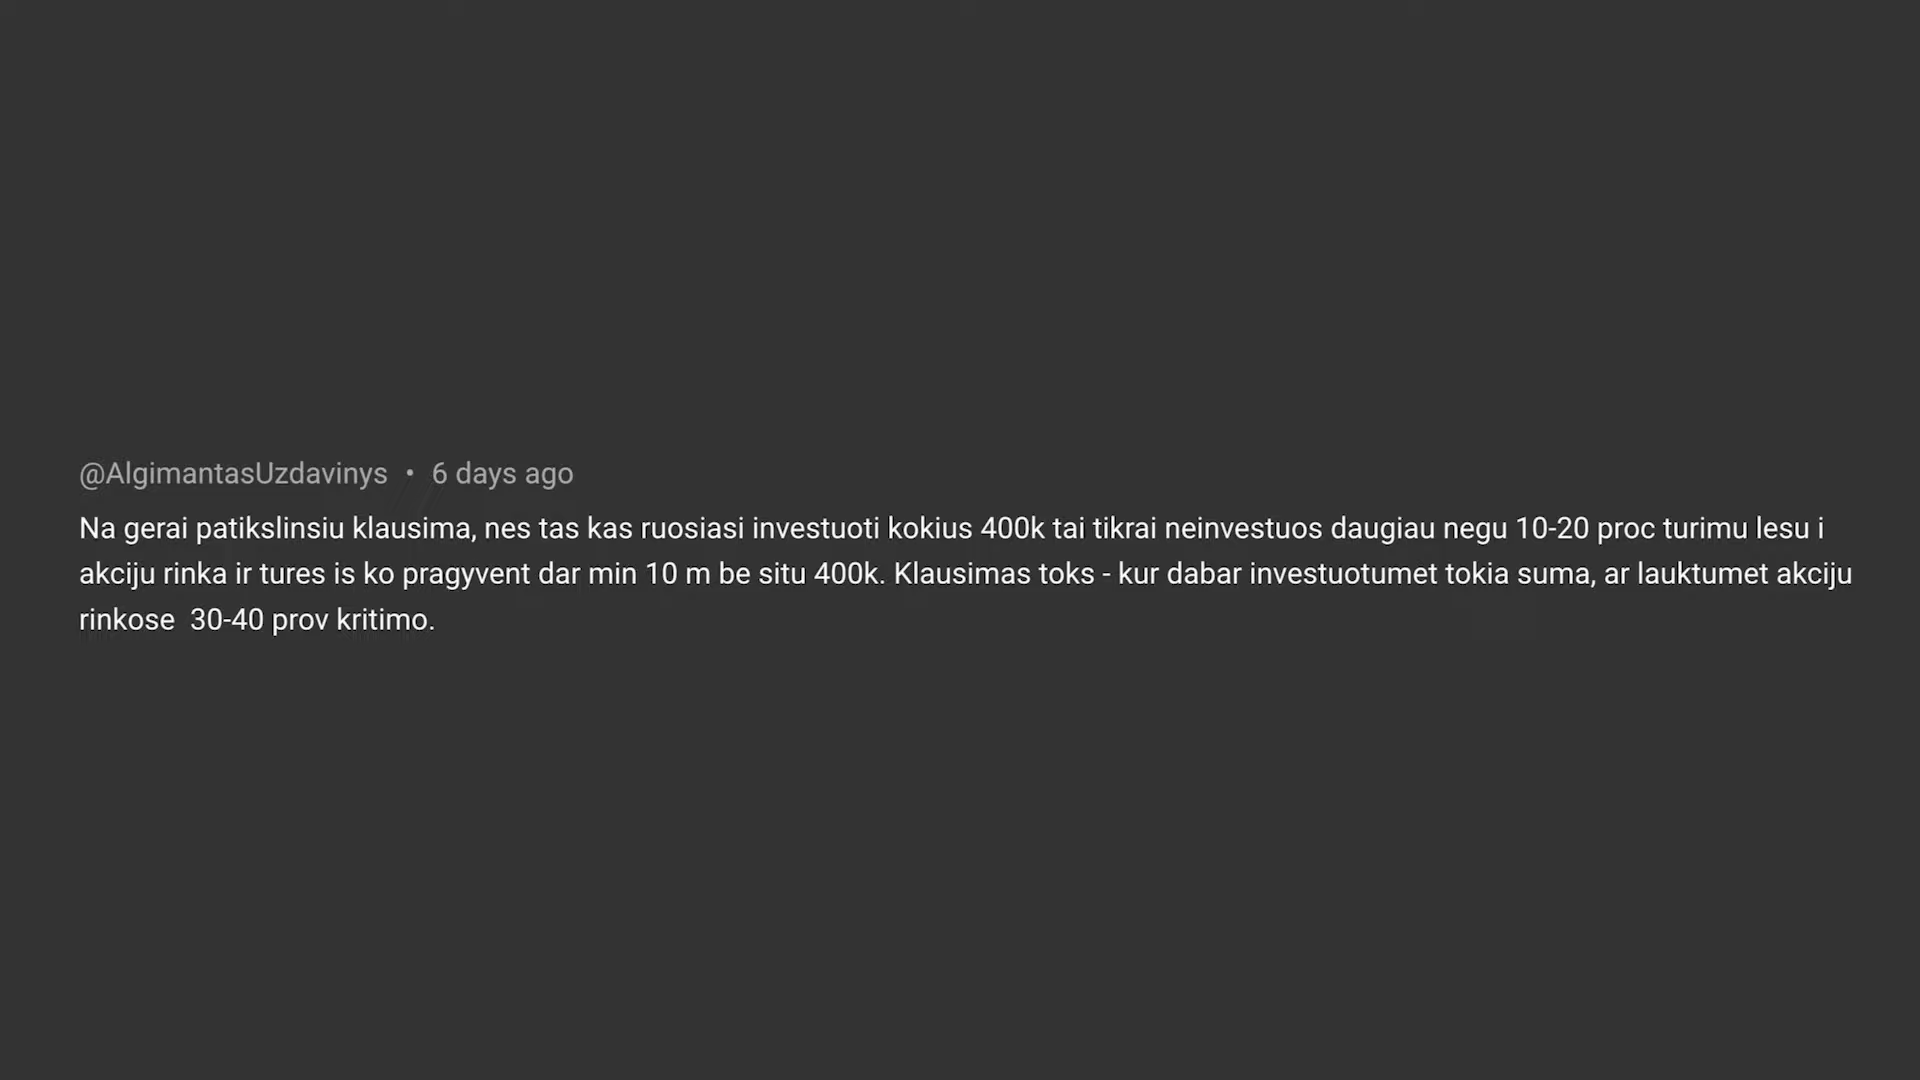 @AlgimantasUzdavinys • 6 days ago
Na gerai patikslinsiu klausima, nes tas kas ruosiasi investuoti kokius 400k tai tikrai neinvestuos daugiau negu 10-20 proc turimu lesu i
akciju rinka ir tures is ko pragyvent dar min 10 m be situ 400k. Klausimas toks - kur dabar investuotumet tokia suma, ar lauktumet akciju
rinkose  30-40 prov kritimo.